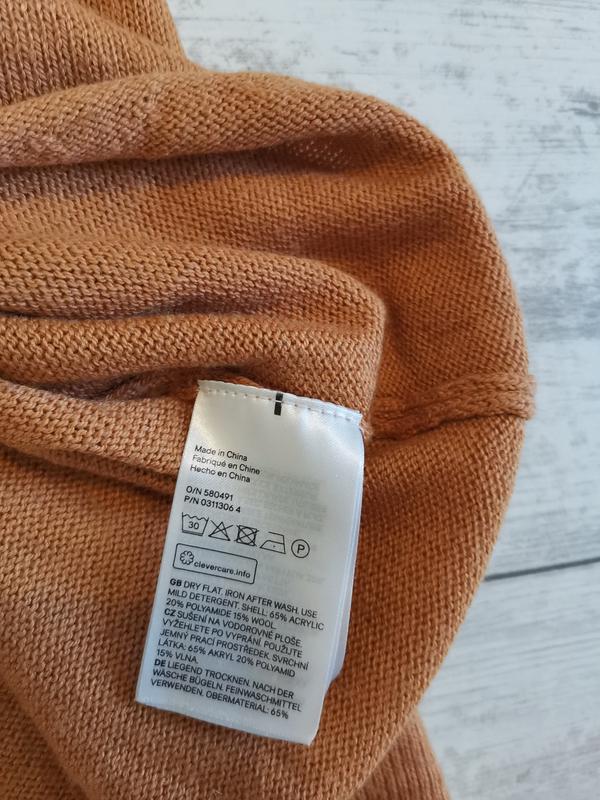 Made in China
Fabriqué en Chine
Hecho en China
O/N 580491
P/N 0311306 4
30
P
clevercare.info
GB DRY FLAT. IRON AFTER WASH. USE
MILD DETERGENT. SHELL: 65% ACRYLIC
20% POLYAMIDE 15% WOOL.
CZ SUŠENÍ NA VODOROVNÉ PLOŠE.
VYŽEHLETE PO VYPRÁNÍ. POUŽIJTE
JEMNÝ PRACÍ PROSTŘEDEK. SVRCHNÍ
LÁTKA: 65% AKRYL 20% POLYAMID
15% VLNA.
DE LIEGEND TROCKNEN. NACH DER
WÄSCHE BÜGELN. FEINWASCHMITTEL
VERWENDEN. OBERMATERIAL: 65%